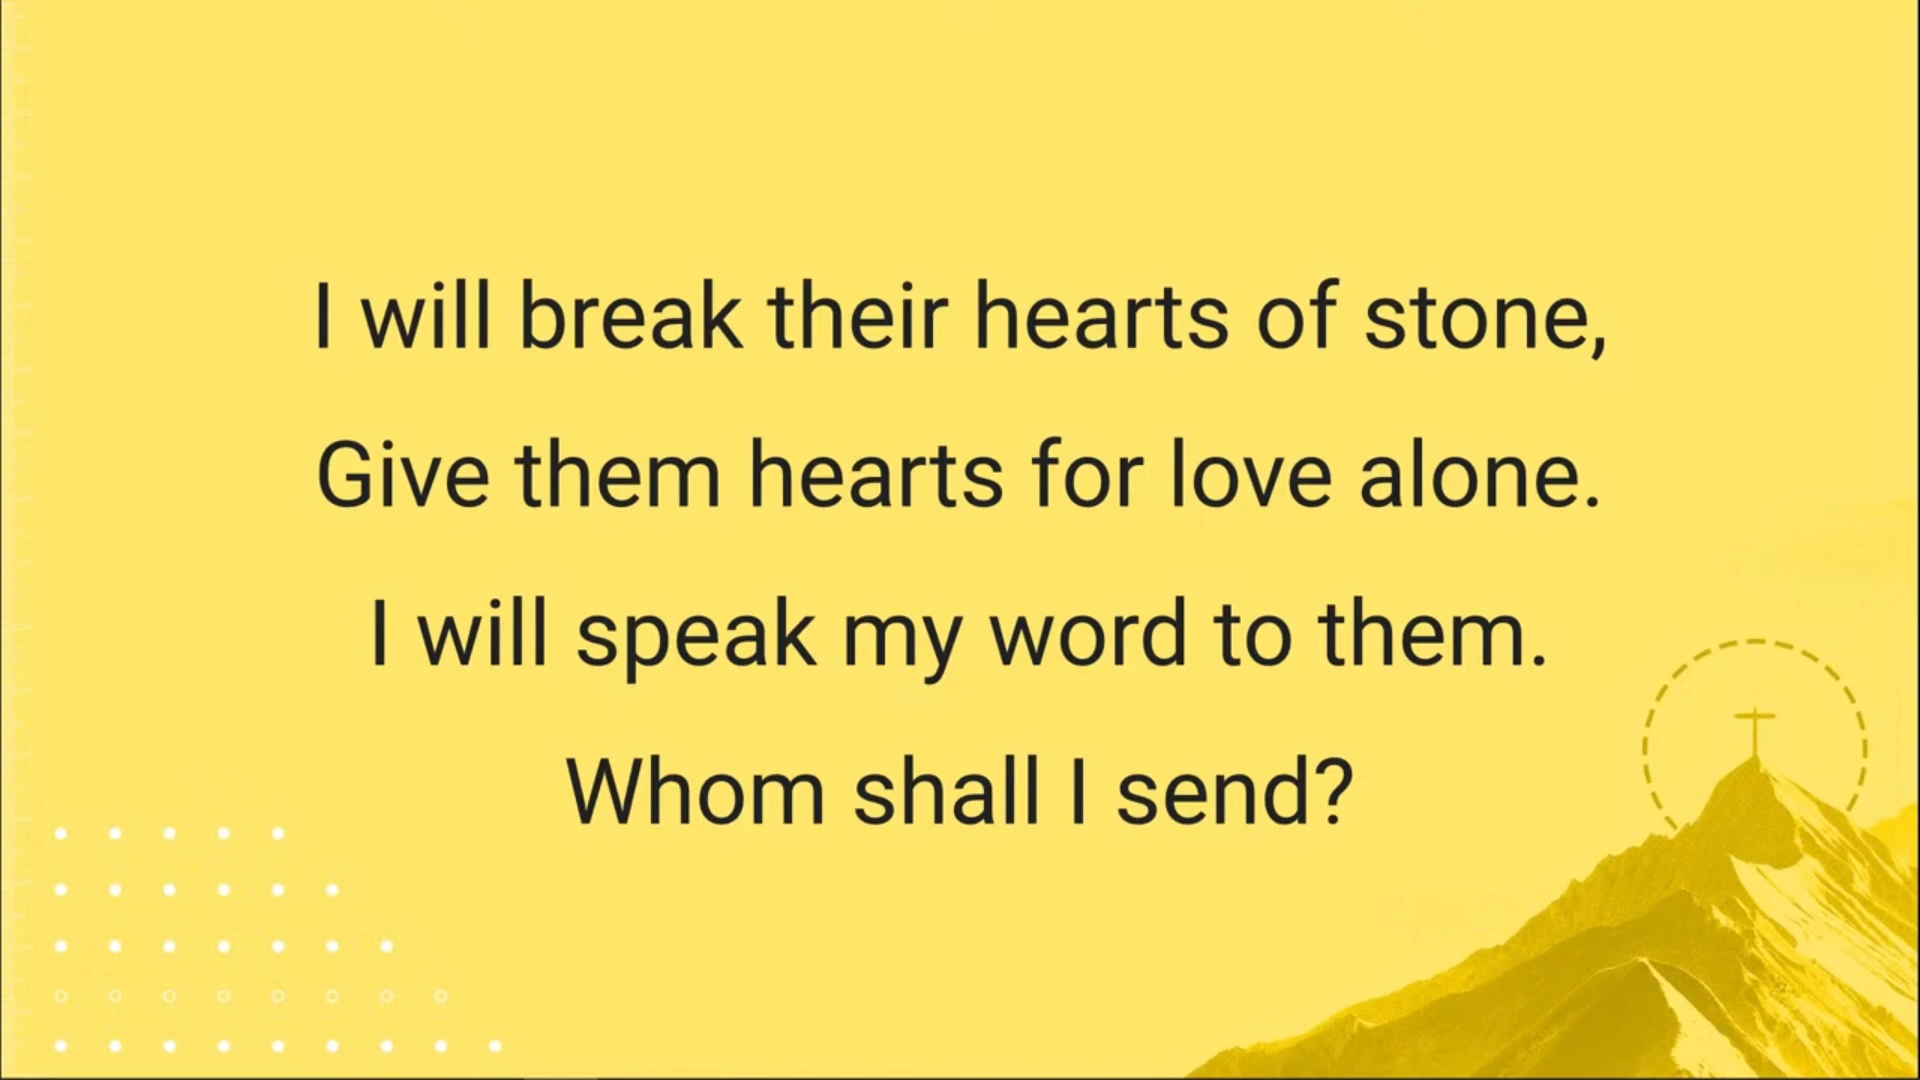 I will break their hearts of stone,
Give them hearts for love alone.
I will speak my word to them.
Whom shall I send?